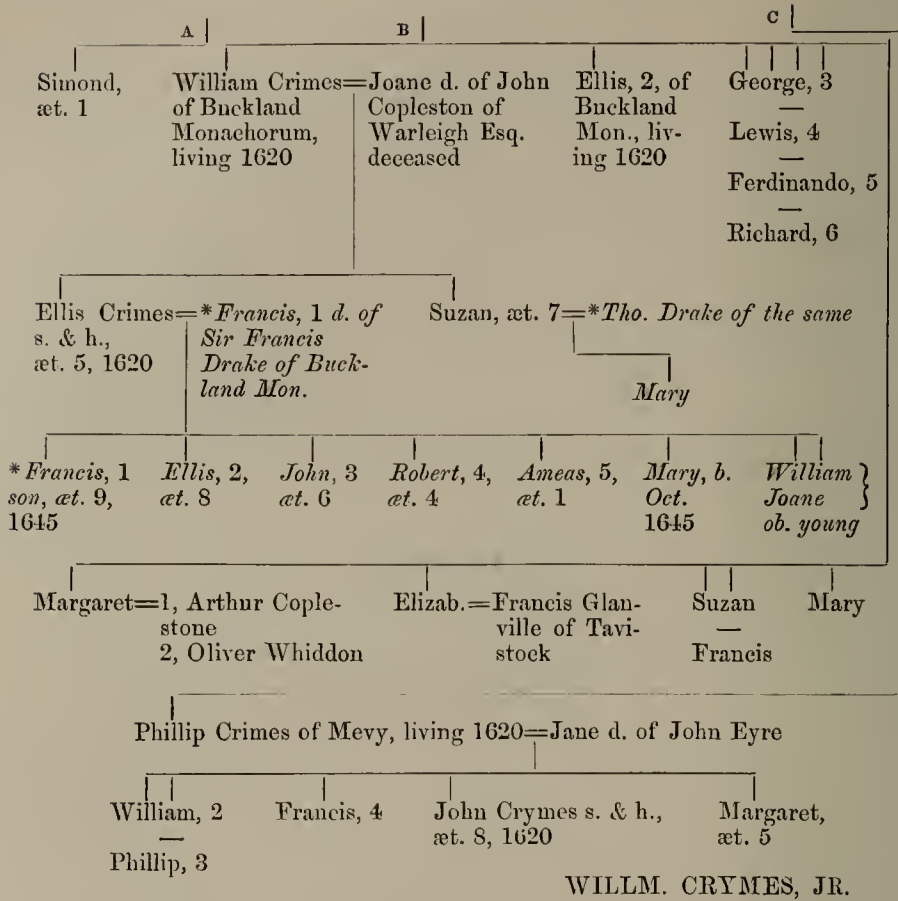 A B C
Simond,
æt. 1
William Crimes=Joane d. of John
of Buckland Copleston of
Monachorum, Warleigh Esq.
living 1620 deceased
Ellis, 2, of
Buckland
Mon., liv-
ing 1620
George, 3
—
Lewis, 4
—
Ferdinando, 5
—
Richard, 6
Ellis Crimes=*Francis, 1 d. of
s. & h., Sir Francis
æt. 5, 1620 Drake of Buck-
land Mon.
Suzan, æt. 7=*Tho. Drake of the same
Mary
*Francis, 1
son, æt. 9,
1645
Ellis, 2,
æt. 8
John, 3
æt. 6
Robert, 4,
æt. 4
Ameas, 5,
æt. 1
Mary, b.
Oct.
1645
William }
Joane
ob. young
Margaret=1, Arthur Cople-
stone
2, Oliver Whiddon
Elizab.=Francis Glan-
ville of Tavi-
stock
Suzan
—
Francis
Mary
Phillip Crimes of Mevy, living 1620=Jane d. of John Eyre
William, 2
—
Phillip, 3
Francis, 4
John Crymes s. & h.,
æt. 8, 1620
Margaret,
æt. 5
WILLM. CRYMES, JR.